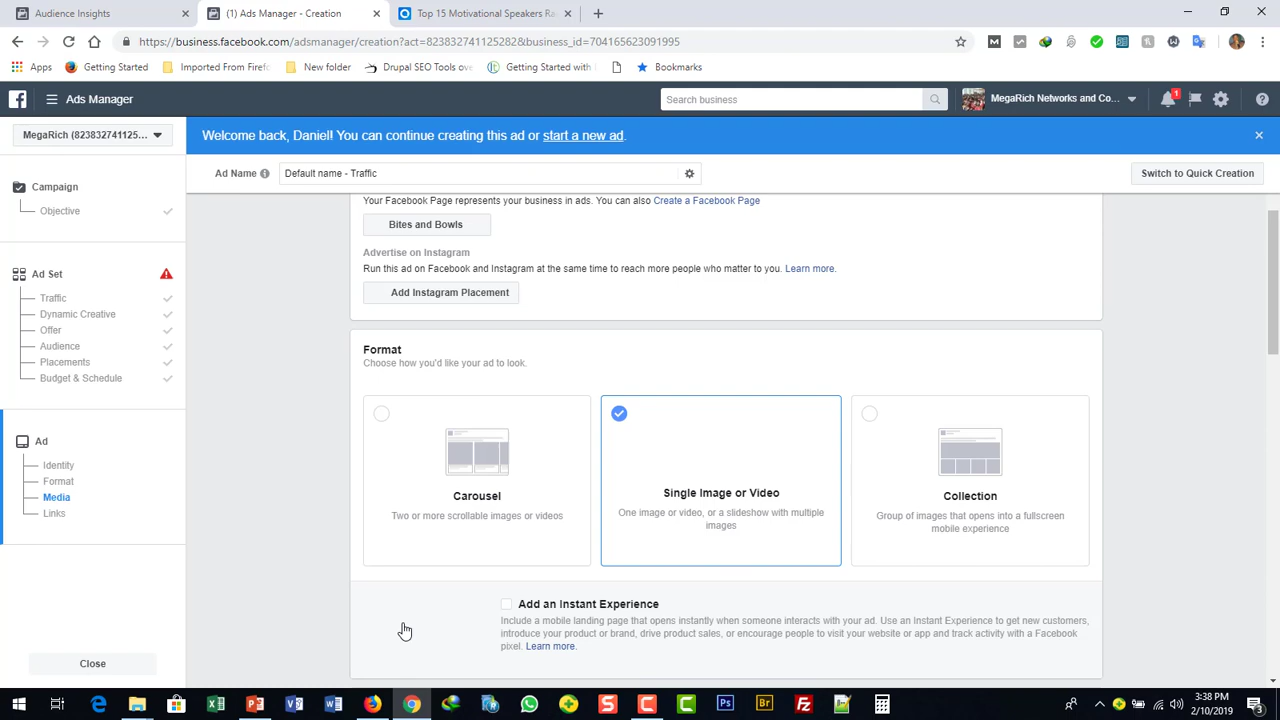 Audience Insights
(1) Ads Manager - Creation
Top 15 Motivational Speakers Ra
https://business.facebook.com/adsmanager/creation?act=823832741125282&business_id=704165623091995
Apps
Getting Started
Imported From Firef
New folder
Drupal SEO Tools ove
Getting Started with
Bookmarks
Ads Manager
Search business
MegaRich Networks and Co...
1
MegaRich (823832741125...
Welcome back, Daniel! You can continue creating this ad or start a new ad.
Ad Name
Default name - Traffic
Switch to Quick Creation
Campaign
Objective
Ad Set
Traffic
Dynamic Creative
Offer
Audience
Placements
Budget & Schedule
Ad
Identity
Format
Media
Links
Close
Your Facebook Page represents your business in ads. You can also Create a Facebook Page
Bites and Bowls
Advertise on Instagram
Run this ad on Facebook and Instagram at the same time to reach more people who matter to you. Learn more.
Add Instagram Placement
Format
Choose how you'd like your ad to look.
Carousel
Two or more scrollable images or videos
Single Image or Video
One image or video, or a slideshow with multiple
images
Collection
Group of images that opens into a fullscreen
mobile experience
Add an Instant Experience
Include a mobile landing page that opens instantly when someone interacts with your ad. Use an Instant Experience to get new customers,
introduce your product or brand, drive product sales, or encourage people to visit your website or app and track activity with a Facebook
pixel. Learn more.
3:38 PM
2/10/2019